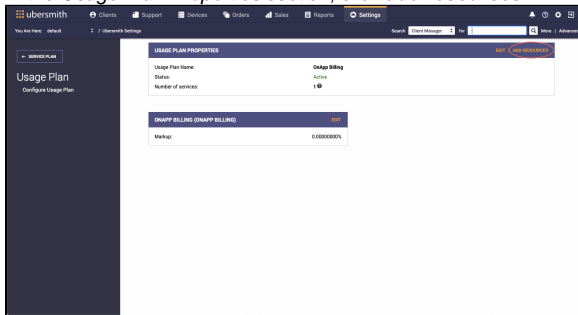 ubersmith Clients Support Devices Orders Sales Reports Settings
You Are Here: default / Ubersmith Settings Search Client Manager for More | Advanced
← SERVICE PLAN
Usage Plan
Configure Usage Plan
USAGE PLAN PROPERTIES EDIT | ADD RESOURCES
Usage Plan Name: OnApp Billing
Status: Active
Number of services: 1
ONAPP BILLING (ONAPP BILLING) EDIT
Markup: 0.00000000%